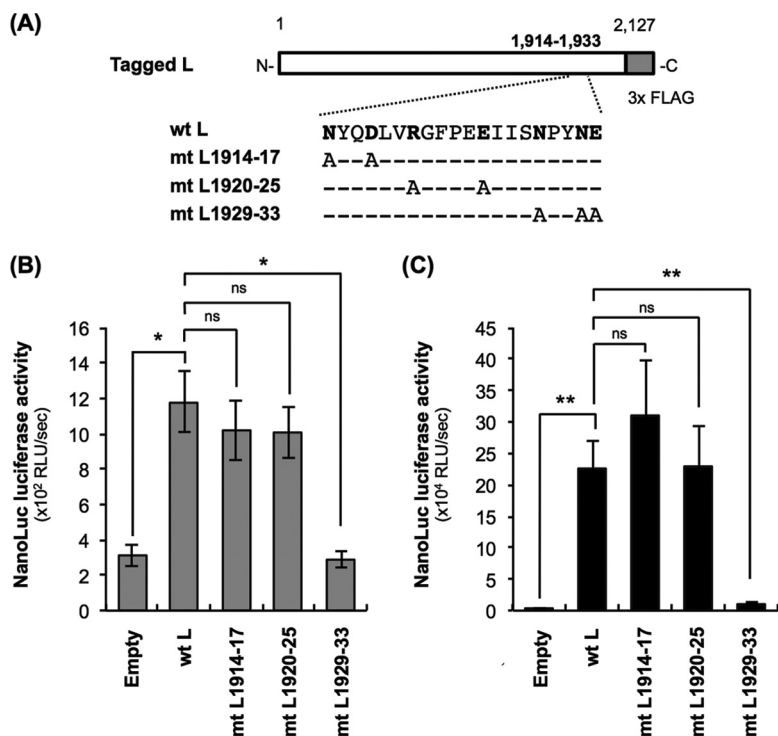 (A)
1 1,914-1,933 2,127
Tagged L N- -C
3x FLAG
wt L NYQDLVRGFPEEIISNPYNE
mt L1914-17 A--A----------------
mt L1920-25 ------A----A--------
mt L1929-33 ---------------A--AA
(B)
NanoLuc luciferase activity
(x10² RLU/sec)
16
14
12
10
8
6
4
2
0
*
ns
ns
*
Empty
wt L
mt L1914-17
mt L1920-25
mt L1929-33
(C)
NanoLuc luciferase activity
(x10⁴ RLU/sec)
45
40
35
30
25
20
15
10
5
0
**
ns
ns
**
Empty
wt L
mt L1914-17
mt L1920-25
mt L1929-33